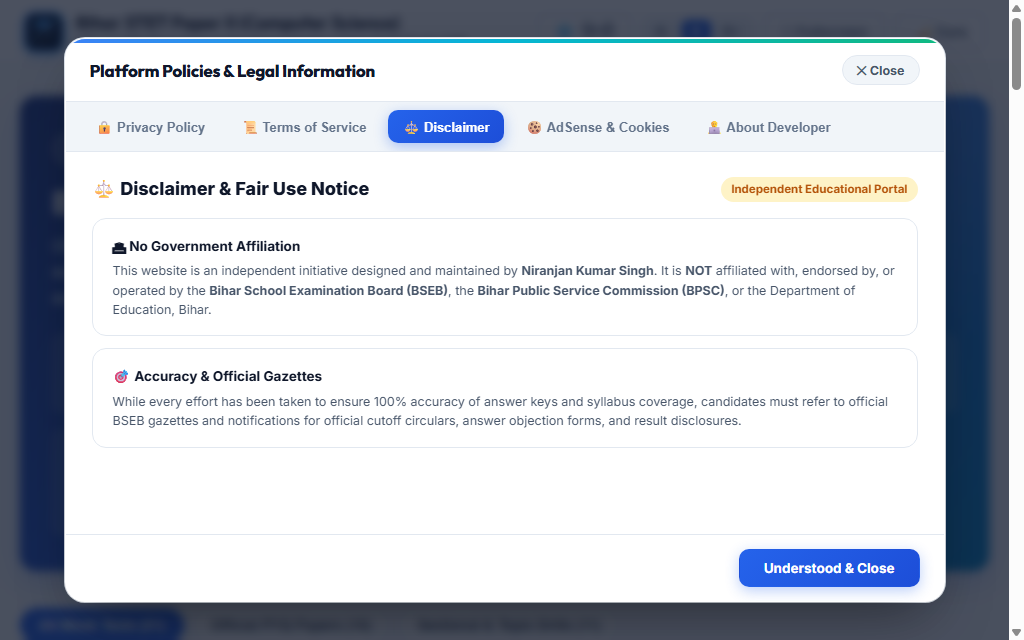 Platform Policies & Legal Information
Close
Privacy Policy
Terms of Service
Disclaimer
AdSense & Cookies
About Developer
Disclaimer & Fair Use Notice
Independent Educational Portal
No Government Affiliation
This website is an independent initiative designed and maintained by Niranjan Kumar Singh. It is NOT affiliated with, endorsed by, or
operated by the Bihar School Examination Board (BSEB), the Bihar Public Service Commission (BPSC), or the Department of
Education, Bihar.
Accuracy & Official Gazettes
While every effort has been taken to ensure 100% accuracy of answer keys and syllabus coverage, candidates must refer to official
BSEB gazettes and notifications for official cutoff circulars, answer objection forms, and result disclosures.
Understood & Close